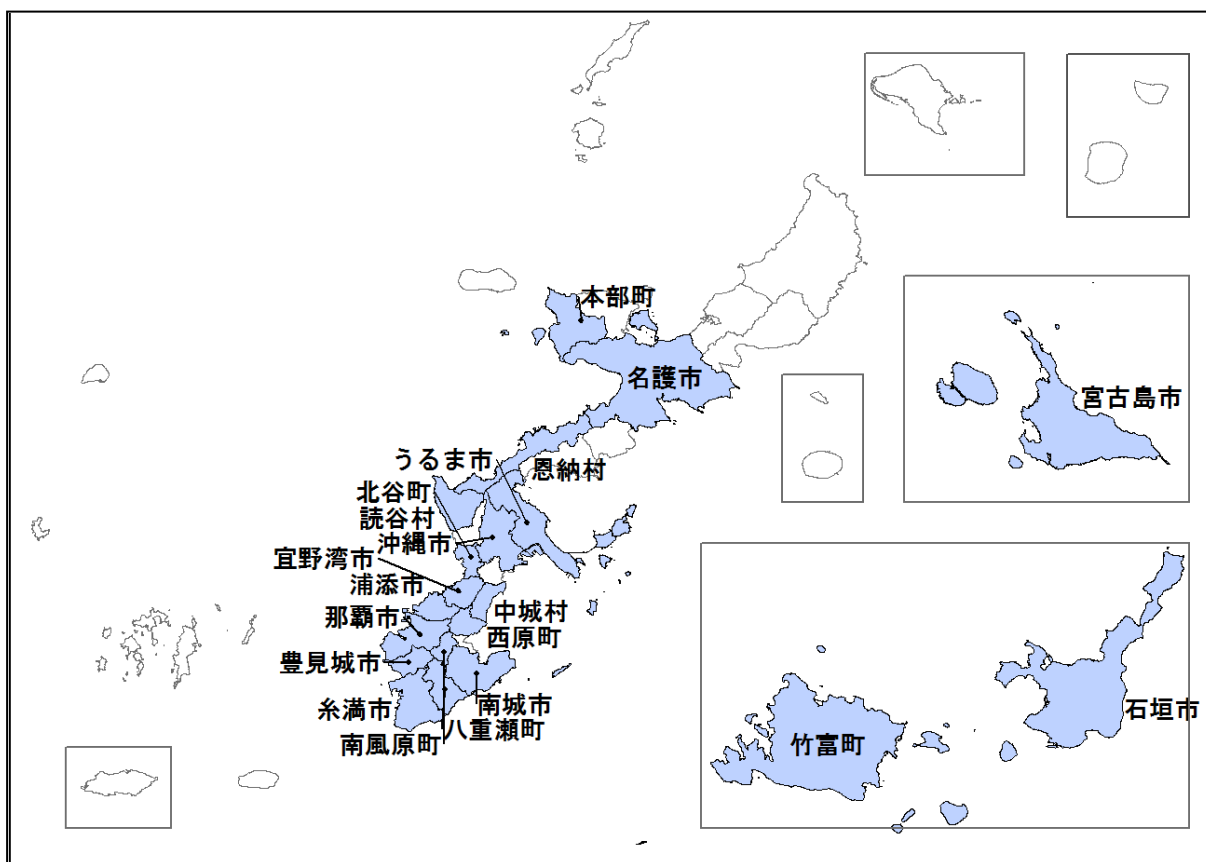 本部町
名護市
宮古島市
うるま市
恩納村
北谷町
読谷村
沖縄市
宜野湾市
浦添市
中城村
那覇市
西原町
豊見城市
糸満市
南城市
八重瀬町
南風原町
石垣市
竹富町